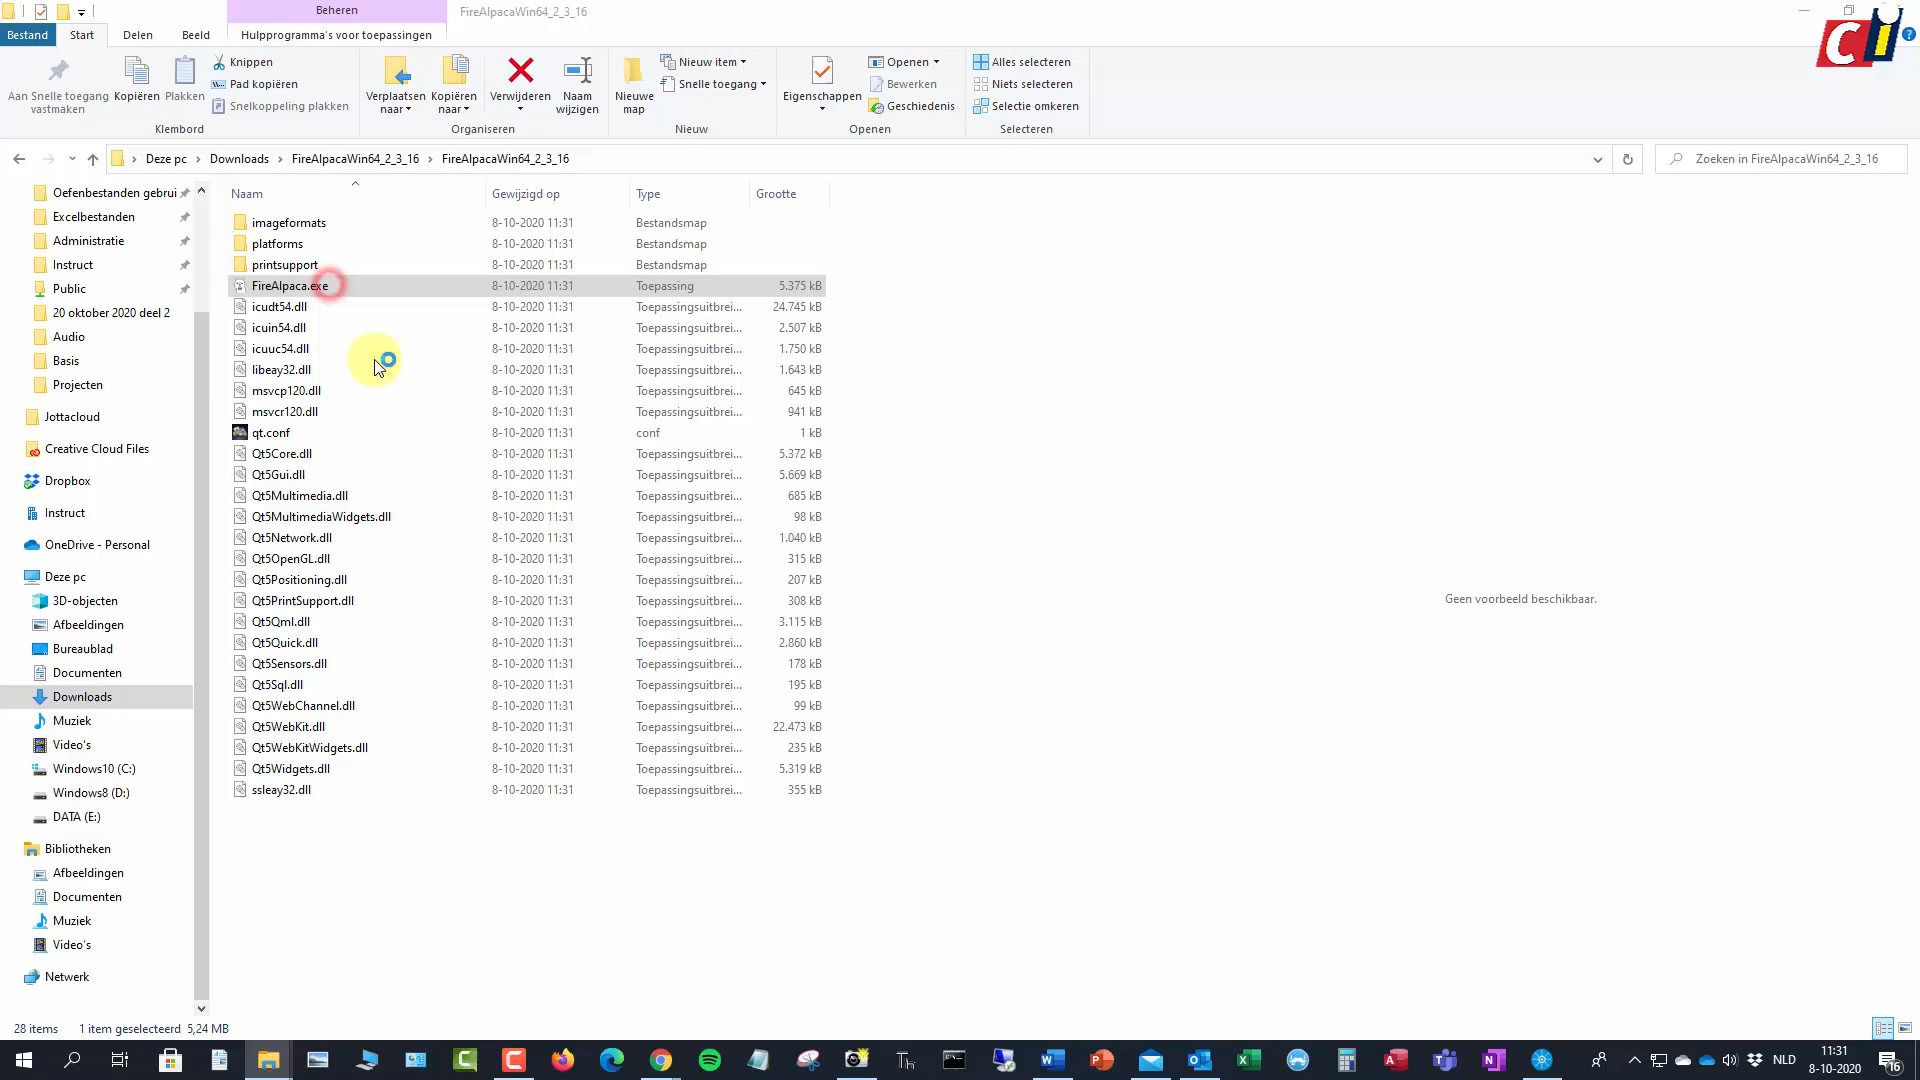 Beheren
FireAlpacaWin64_2_3_16
Bestand
Start
Delen
Beeld
Hulpprogramma's voor toepassingen
Aan Snelle toegang vastmaken
Kopiëren
Plakken
Knippen
Pad kopiëren
Snelkoppeling plakken
Klembord
Verplaatsen naar
Kopiëren naar
Verwijderen
Naam wijzigen
Organiseren
Nieuwe map
Nieuw item
Snelle toegang
Nieuw
Eigenschappen
Openen
Bewerken
Geschiedenis
Openen
Alles selecteren
Niets selecteren
Selectie omkeren
Selecteren
Ci
Deze pc > Downloads > FireAlpacaWin64_2_3_16 > FireAlpacaWin64_2_3_16
Zoeken in FireAlpacaWin64_2_3_16
Oefenbestanden gebrui
Excelbestanden
Administratie
Instruct
Public
20 oktober 2020 deel 2
Audio
Basis
Projecten
Jottacloud
Creative Cloud Files
Dropbox
Instruct
OneDrive - Personal
Deze pc
3D-objecten
Afbeeldingen
Bureaublad
Documenten
Downloads
Muziek
Video's
Windows10 (C:)
Windows8 (D:)
DATA (E:)
Bibliotheken
Afbeeldingen
Documenten
Muziek
Video's
Netwerk
Naam Gewijzigd op Type Grootte
imageformats 8-10-2020 11:31 Bestandsmap
platforms 8-10-2020 11:31 Bestandsmap
printsupport 8-10-2020 11:31 Bestandsmap
FireAlpaca.exe 8-10-2020 11:31 Toepassing 5.375 kB
icudt54.dll 8-10-2020 11:31 Toepassingsuitbrei... 24.745 kB
icuin54.dll 8-10-2020 11:31 Toepassingsuitbrei... 2.507 kB
icuuc54.dll 8-10-2020 11:31 Toepassingsuitbrei... 1.750 kB
libeay32.dll 8-10-2020 11:31 Toepassingsuitbrei... 1.643 kB
msvcp120.dll 8-10-2020 11:31 Toepassingsuitbrei... 645 kB
msvcr120.dll 8-10-2020 11:31 Toepassingsuitbrei... 941 kB
qt.conf 8-10-2020 11:31 conf 1 kB
Qt5Core.dll 8-10-2020 11:31 Toepassingsuitbrei... 5.372 kB
Qt5Gui.dll 8-10-2020 11:31 Toepassingsuitbrei... 5.669 kB
Qt5Multimedia.dll 8-10-2020 11:31 Toepassingsuitbrei... 685 kB
Qt5MultimediaWidgets.dll 8-10-2020 11:31 Toepassingsuitbrei... 98 kB
Qt5Network.dll 8-10-2020 11:31 Toepassingsuitbrei... 1.040 kB
Qt5OpenGL.dll 8-10-2020 11:31 Toepassingsuitbrei... 315 kB
Qt5Positioning.dll 8-10-2020 11:31 Toepassingsuitbrei... 207 kB
Qt5PrintSupport.dll 8-10-2020 11:31 Toepassingsuitbrei... 308 kB
Qt5Qml.dll 8-10-2020 11:31 Toepassingsuitbrei... 3.115 kB
Qt5Quick.dll 8-10-2020 11:31 Toepassingsuitbrei... 2.860 kB
Qt5Sensors.dll 8-10-2020 11:31 Toepassingsuitbrei... 178 kB
Qt5Sql.dll 8-10-2020 11:31 Toepassingsuitbrei... 195 kB
Qt5WebChannel.dll 8-10-2020 11:31 Toepassingsuitbrei... 99 kB
Qt5WebKit.dll 8-10-2020 11:31 Toepassingsuitbrei... 22.473 kB
Qt5WebKitWidgets.dll 8-10-2020 11:31 Toepassingsuitbrei... 235 kB
Qt5Widgets.dll 8-10-2020 11:31 Toepassingsuitbrei... 5.319 kB
ssleay32.dll 8-10-2020 11:31 Toepassingsuitbrei... 355 kB
Geen voorbeeld beschikbaar.
28 items 1 item geselecteerd 5,24 MB
NLD
11:31
8-10-2020
16